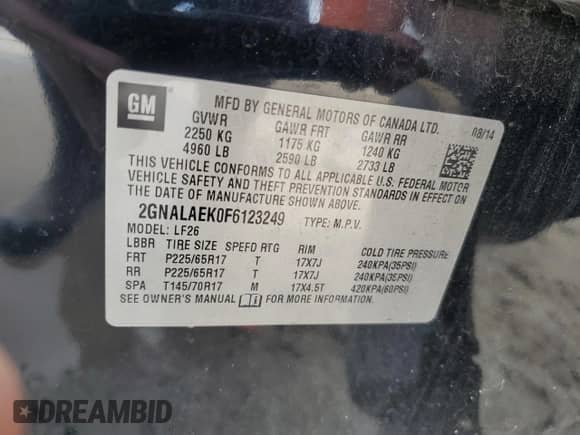 GM
MFD BY GENERAL MOTORS OF CANADA LTD. 08/14
GVWR GAWR FRT GAWR RR
2250 KG 1175 KG 1240 KG
4960 LB 2590 LB 2733 LB
THIS VEHICLE CONFORMS TO ALL APPLICABLE U.S. FEDERAL MOTOR
VEHICLE SAFETY AND THEFT PREVENTION STANDARDS IN EFFECT ON
THE DATE OF MANUFACTURE SHOWN ABOVE.
2GNALAEK0F6123249 TYPE: M.P.V.
MODEL: LF26
LBBR TIRE SIZE SPEED RTG RIM COLD TIRE PRESSURE
FRT P225/65R17 T 17X7J 240KPA(35PSI)
RR P225/65R17 T 17X7J 240KPA(35PSI)
SPA T145/70R17 M 17X4.5T 420KPA(60PSI)
SEE OWNER'S MANUAL FOR MORE INFORMATION.
DREAMBID